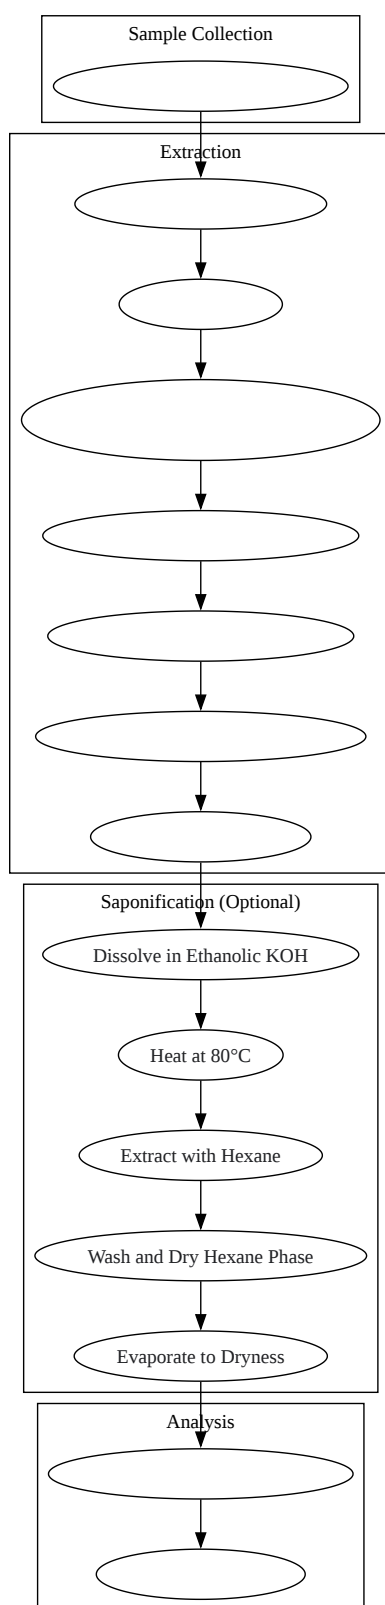 Sample Collection
Extraction
Saponification (Optional)
Dissolve in Ethanolic KOH
Heat at 80°C
Extract with Hexane
Wash and Dry Hexane Phase
Evaporate to Dryness
Analysis